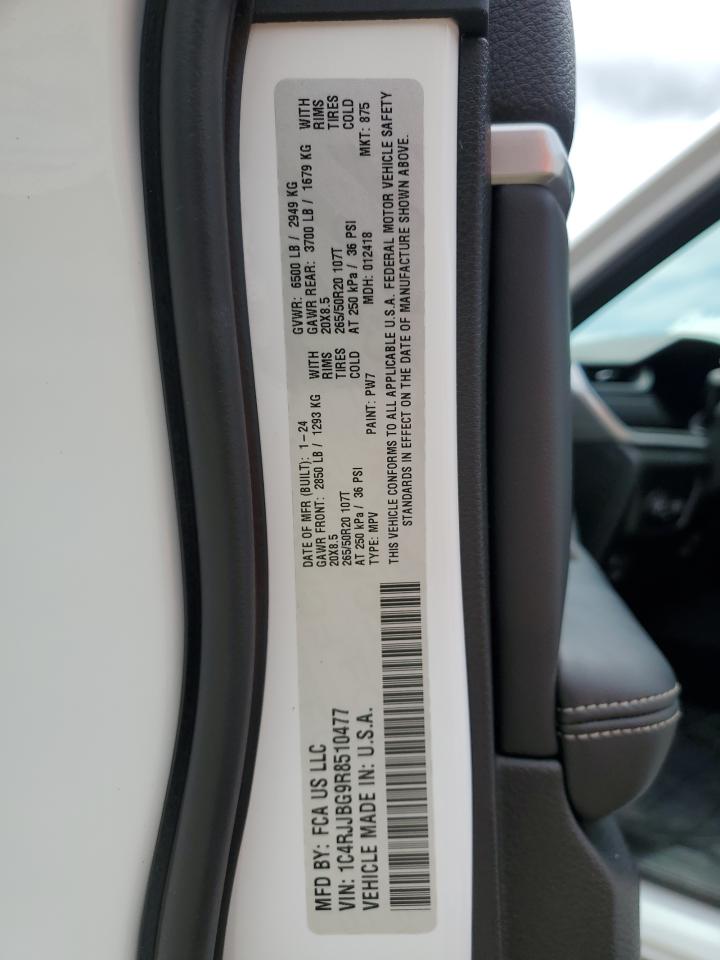 MFD BY: FCA US LLC
VIN: 1C4RJJBG9R8510477
VEHICLE MADE IN: U.S.A.
DATE OF MFR (BUILT): 1-24
GAWR FRONT: 2850 LB / 1293 KG WITH
20X8.5 RIMS
265/50R20 107T TIRES
AT 250 kPa / 36 PSI COLD
TYPE: MPV PAINT: PW7
GVWR: 6500 LB / 2949 KG
GAWR REAR: 3700 LB / 1679 KG WITH
20X8.5 RIMS
265/50R20 107T TIRES
AT 250 kPa / 36 PSI COLD
MDH: 012418 MKT: 875
THIS VEHICLE CONFORMS TO ALL APPLICABLE U.S.A. FEDERAL MOTOR VEHICLE SAFETY
STANDARDS IN EFFECT ON THE DATE OF MANUFACTURE SHOWN ABOVE.